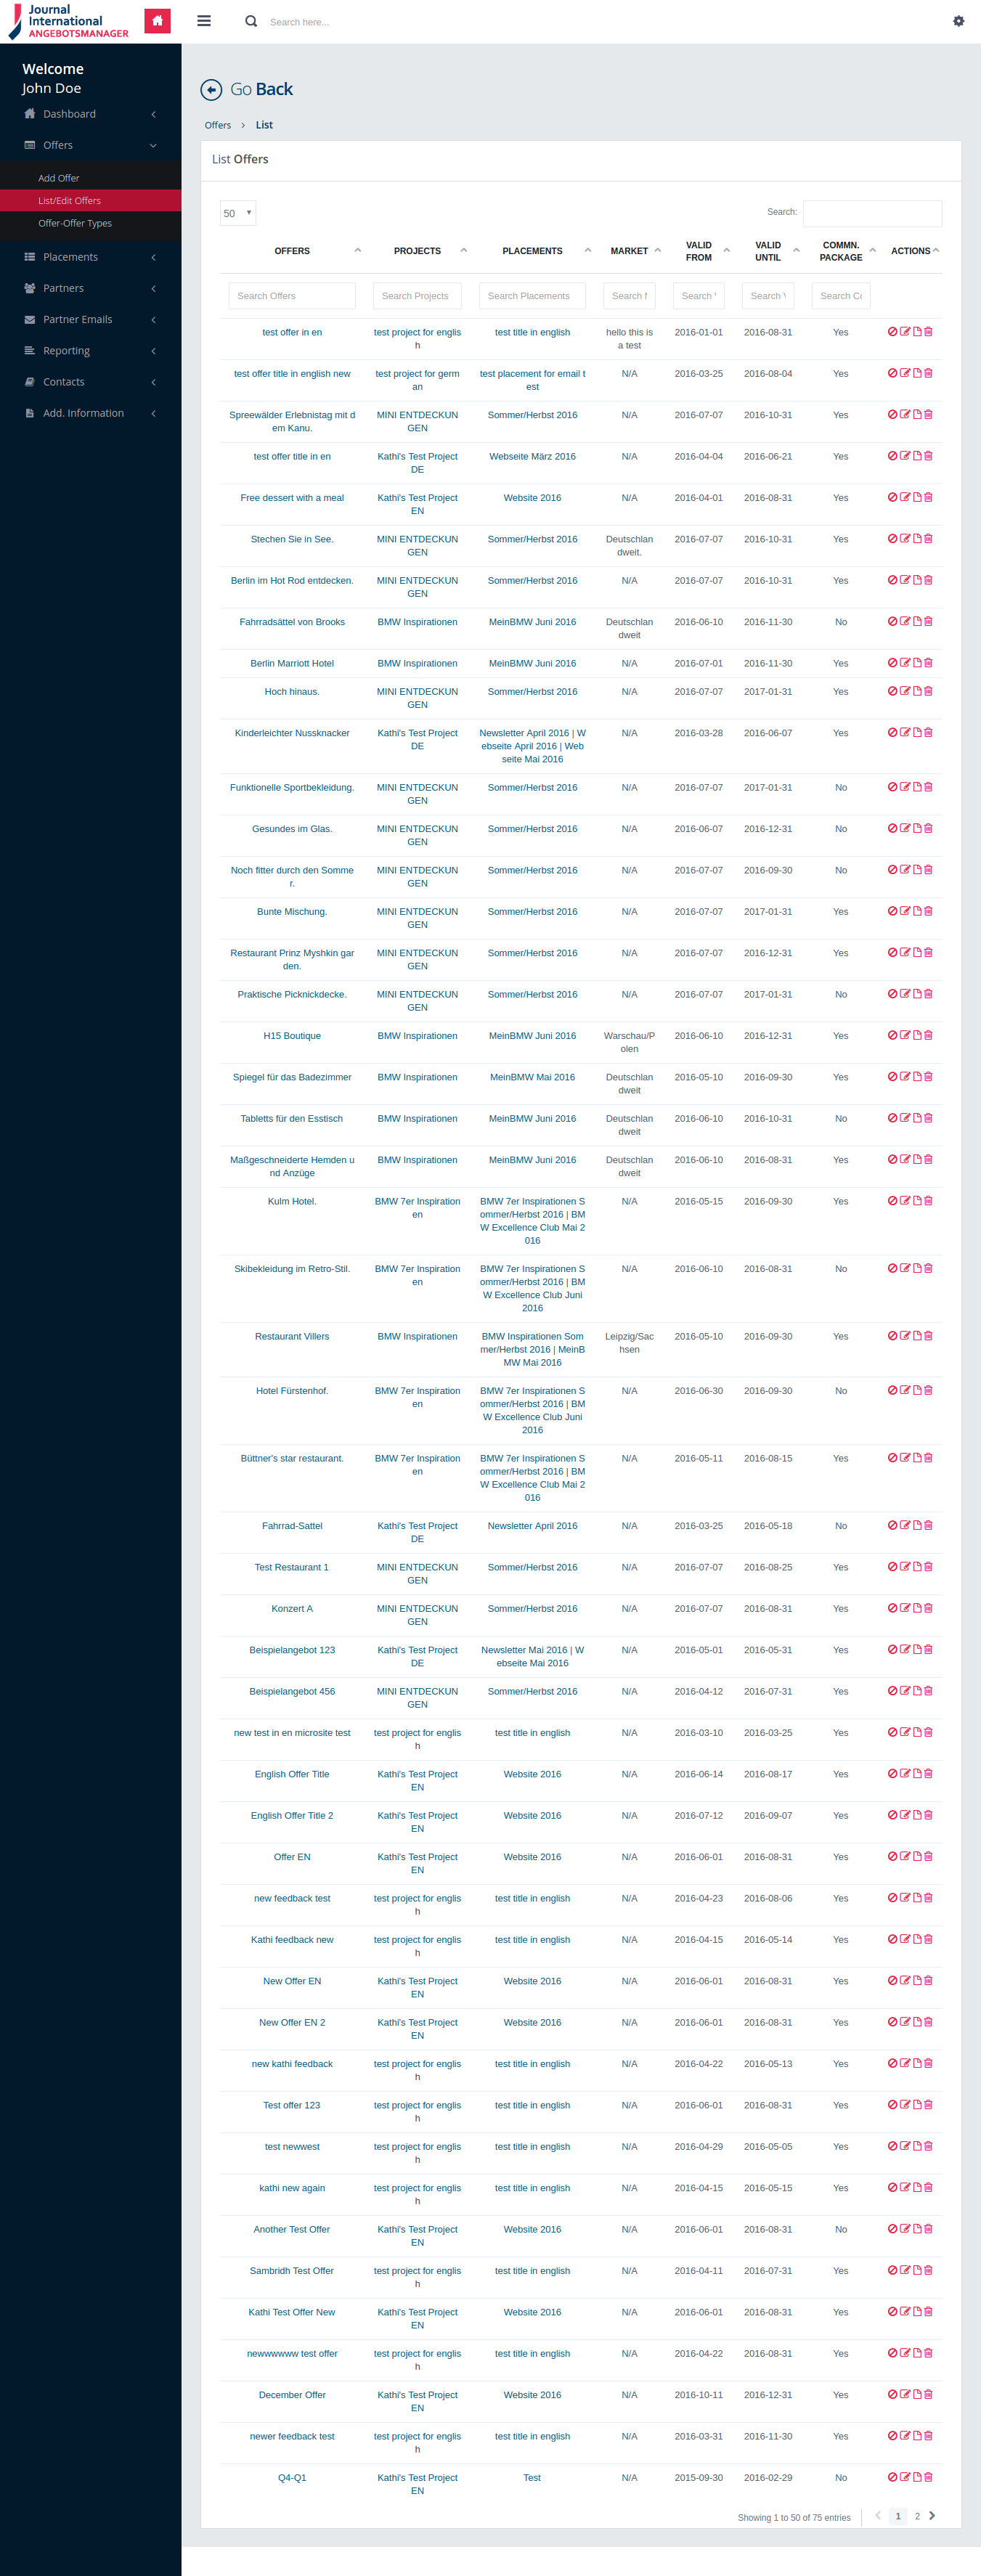 Journal
International
ANGEBOTSMANAGER
Search here...
Welcome
John Doe
Dashboard
Offers
Add Offer
List/Edit Offers
Offer-Offer Types
Placements
Partners
Partner Emails
Reporting
Contacts
Add. Information
Go Back
Offers > List
List Offers
50 Search:
OFFERS PROJECTS PLACEMENTS MARKET VALID FROM VALID UNTIL COMMN. PACKAGE ACTIONS
Search Offers Search Projects Search Placements Search
test offer in en test project for english test title in english hello this is a test 2016-01-01 2016-08-31 Yes
test offer title in english new test project for german test placement for email test N/A 2016-03-25 2016-08-04 Yes
Spreewälder Erlebnistag mit dem Kanu. MINI ENTDECKUNGEN Sommer/Herbst 2016 N/A 2016-07-07 2016-10-31 Yes
test offer title in en Kathi's Test Project DE Webseite März 2016 N/A 2016-04-04 2016-06-21 Yes
Free dessert with a meal Kathi's Test Project EN Website 2016 N/A 2016-04-01 2016-08-31 Yes
Stechen Sie in See. MINI ENTDECKUNGEN Sommer/Herbst 2016 Deutschlandweit. 2016-07-07 2016-10-31 Yes
Berlin im Hot Rod entdecken. MINI ENTDECKUNGEN Sommer/Herbst 2016 N/A 2016-07-07 2016-10-31 Yes
Fahrradsättel von Brooks BMW Inspirationen MeinBMW Juni 2016 Deutschlandweit 2016-06-10 2016-11-30 No
Berlin Marriott Hotel BMW Inspirationen MeinBMW Juni 2016 N/A 2016-07-01 2016-11-30 Yes
Hoch hinaus. MINI ENTDECKUNGEN Sommer/Herbst 2016 N/A 2016-07-07 2017-01-31 Yes
Kinderleichter Nussknacker Kathi's Test Project DE Newsletter April 2016 | Webseite April 2016 | Webseite Mai 2016 N/A 2016-03-28 2016-06-07 Yes
Funktionelle Sportbekleidung. MINI ENTDECKUNGEN Sommer/Herbst 2016 N/A 2016-07-07 2017-01-31 No
Gesundes im Glas. MINI ENTDECKUNGEN Sommer/Herbst 2016 N/A 2016-06-07 2016-12-31 No
Noch fitter durch den Sommer. MINI ENTDECKUNGEN Sommer/Herbst 2016 N/A 2016-07-07 2016-09-30 No
Bunte Mischung. MINI ENTDECKUNGEN Sommer/Herbst 2016 N/A 2016-07-07 2017-01-31 Yes
Restaurant Prinz Myshkin garden. MINI ENTDECKUNGEN Sommer/Herbst 2016 N/A 2016-07-07 2016-12-31 Yes
Praktische Picknickdecke. MINI ENTDECKUNGEN Sommer/Herbst 2016 N/A 2016-07-07 2017-01-31 No
H15 Boutique BMW Inspirationen MeinBMW Juni 2016 Warschau/Polen 2016-06-10 2016-12-31 Yes
Spiegel für das Badezimmer BMW Inspirationen MeinBMW Mai 2016 Deutschlandweit 2016-05-10 2016-09-30 Yes
Tabletts für den Esstisch BMW Inspirationen MeinBMW Juni 2016 Deutschlandweit 2016-06-10 2016-10-31 No
Maßgeschneiderte Hemden und Anzüge BMW Inspirationen MeinBMW Juni 2016 Deutschlandweit 2016-06-10 2016-08-31 Yes
Kulm Hotel. BMW 7er Inspirationen BMW 7er Inspirationen Sommer/Herbst 2016 | BMW Excellence Club Mai 2016 N/A 2016-05-15 2016-09-30 Yes
Skibekleidung im Retro-Stil. BMW 7er Inspirationen BMW 7er Inspirationen Sommer/Herbst 2016 | BMW Excellence Club Juni 2016 N/A 2016-06-10 2016-08-31 No
Restaurant Villers BMW Inspirationen BMW Inspirationen Sommer/Herbst 2016 | MeinBMW Mai 2016 Leipzig/Sachsen 2016-05-10 2016-09-30 Yes
Hotel Fürstenhof. BMW 7er Inspirationen BMW 7er Inspirationen Sommer/Herbst 2016 | BMW Excellence Club Juni 2016 N/A 2016-06-30 2016-09-30 No
Büttner's star restaurant. BMW 7er Inspirationen BMW 7er Inspirationen Sommer/Herbst 2016 | BMW Excellence Club Mai 2016 N/A 2016-05-11 2016-08-15 Yes
Fahrrad-Sattel Kathi's Test Project DE Newsletter April 2016 N/A 2016-03-25 2016-05-18 No
Test Restaurant 1 MINI ENTDECKUNGEN Sommer/Herbst 2016 N/A 2016-07-07 2016-08-25 Yes
Konzert A MINI ENTDECKUNGEN Sommer/Herbst 2016 N/A 2016-07-07 2016-08-31 Yes
Beispielangebot 123 Kathi's Test Project DE Newsletter Mai 2016 | Webseite Mai 2016 N/A 2016-05-01 2016-05-31 Yes
Beispielangebot 456 MINI ENTDECKUNGEN Sommer/Herbst 2016 N/A 2016-04-12 2016-07-31 Yes
new test in en microsite test test project for english test title in english N/A 2016-03-10 2016-03-25 Yes
English Offer Title Kathi's Test Project EN Website 2016 N/A 2016-06-14 2016-08-17 Yes
English Offer Title 2 Kathi's Test Project EN Website 2016 N/A 2016-07-12 2016-09-07 Yes
Offer EN Kathi's Test Project EN Website 2016 N/A 2016-06-01 2016-08-31 Yes
new feedback test test project for english test title in english N/A 2016-04-23 2016-08-06 Yes
Kathi feedback new test project for english test title in english N/A 2016-04-15 2016-05-14 Yes
New Offer EN Kathi's Test Project EN Website 2016 N/A 2016-06-01 2016-08-31 Yes
New Offer EN 2 Kathi's Test Project EN Website 2016 N/A 2016-06-01 2016-08-31 Yes
new kathi feedback test project for english test title in english N/A 2016-04-22 2016-05-13 Yes
Test offer 123 test project for english test title in english N/A 2016-06-01 2016-08-31 Yes
test newwest test project for english test title in english N/A 2016-04-29 2016-05-05 Yes
kathi new again test project for english test title in english N/A 2016-04-15 2016-05-15 Yes
Another Test Offer Kathi's Test Project EN Website 2016 N/A 2016-06-01 2016-08-31 No
Sambridh Test Offer test project for english test title in english N/A 2016-04-11 2016-07-31 Yes
Kathi Test Offer New Kathi's Test Project EN Website 2016 N/A 2016-06-01 2016-08-31 Yes
newwwwww test offer test project for english test title in english N/A 2016-04-22 2016-08-31 Yes
December Offer Kathi's Test Project EN Website 2016 N/A 2016-10-11 2016-12-31 Yes
newer feedback test test project for english test title in english N/A 2016-03-31 2016-11-30 Yes
Q4-Q1 Kathi's Test Project EN Test N/A 2015-09-30 2016-02-29 No
Showing 1 to 50 of 75 entries 1 2